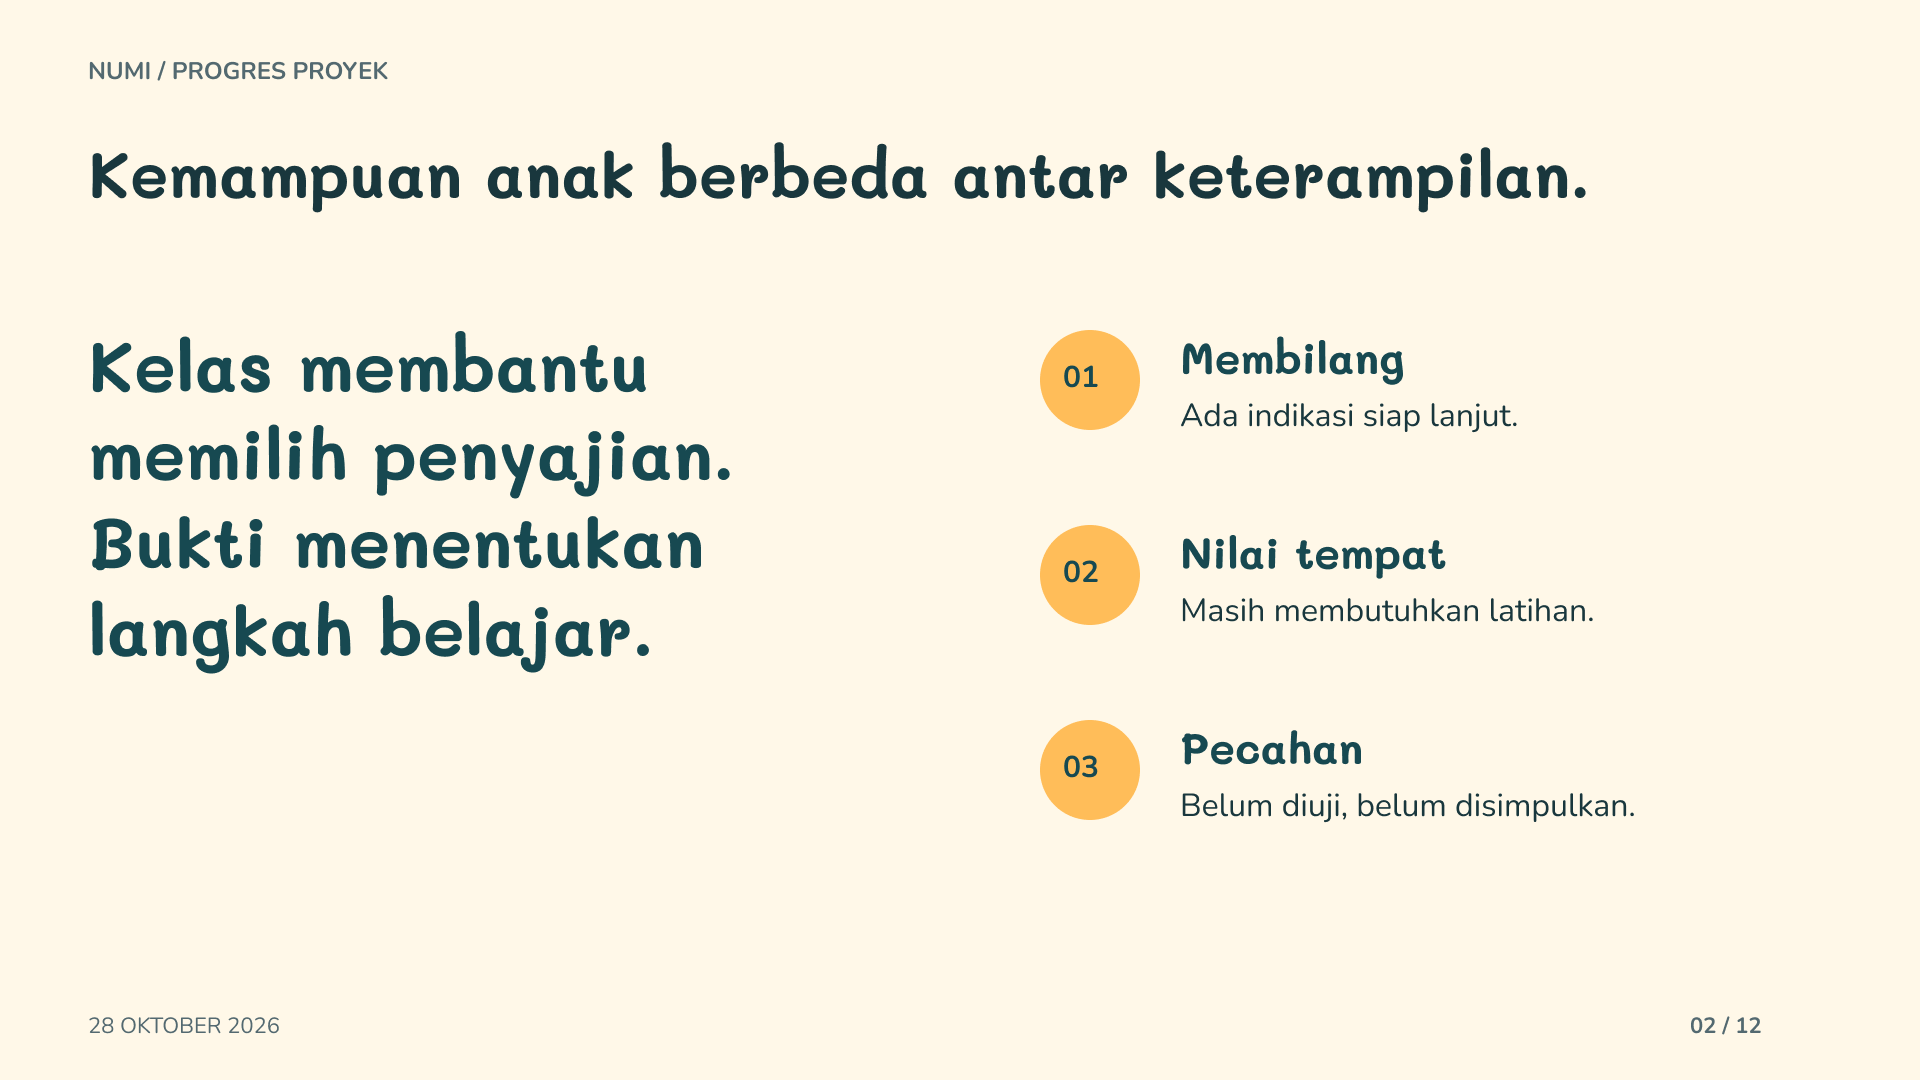 NUMI / PROGRES PROYEK
Kemampuan anak berbeda antar keterampilan.
Kelas membantu
memilih penyajian.
Bukti menentukan
langkah belajar.
01
Membilang
Ada indikasi siap lanjut.
02
Nilai tempat
Masih membutuhkan latihan.
03
Pecahan
Belum diuji, belum disimpulkan.
28 OKTOBER 2026
02 / 12